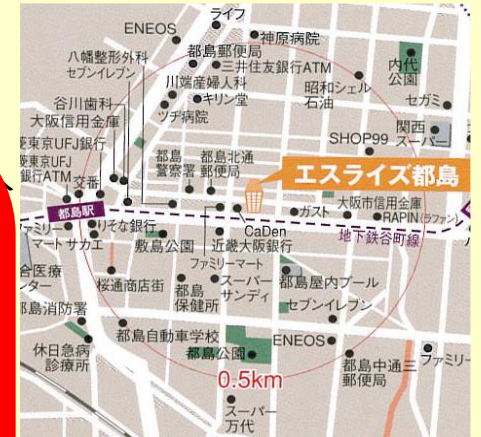 ライフ
ENEOS
神原病院
八幡整形外科
セブンイレブン
都島郵便局
三井住友銀行ATM
内代
公園
川端産婦人科
キリン堂
昭和シェル
石油
谷川歯科
大阪信用金庫
ツヂ病院
セガミ
SHOP99
関西
スーパー
菱東京UFJ銀行
菱東京UFJ
銀行ATM
交番
都島
警察署
都島北通
郵便局
エスライズ都島
都島駅
りそな銀行
ガスト
大阪市信用金庫
RAPIN(ラファン)
CaDen
地下鉄谷町線
ファミリー
マート
サカエ
敷島公園
近畿大阪銀行
ファミリーマート
合医療
ンター
桜通商店街
都島
保健所
スーパー
サンディ
都島屋内プール
セブンイレブン
都島消防署
都島自動車学校
ENEOS
休日急病
診療所
都島公園
都島中通三
郵便局
ファミリー
0.5km
スーパー
万代